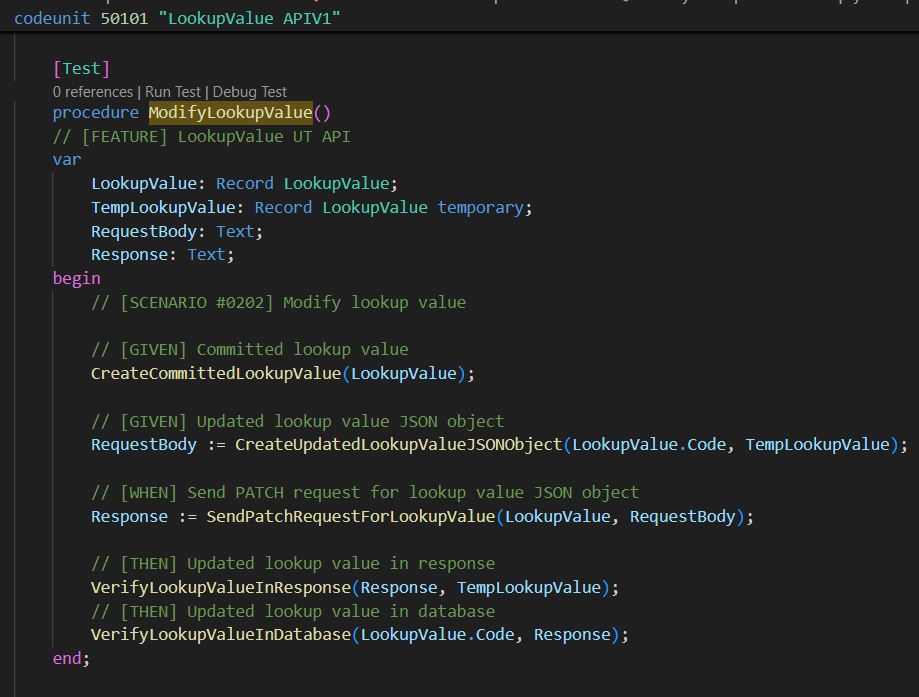 codeunit 50101 "LookupValue APIV1"
[Test]
0 references | Run Test | Debug Test
procedure ModifyLookupValue()
// [FEATURE] LookupValue UT API
var
LookupValue: Record LookupValue;
TempLookupValue: Record LookupValue temporary;
RequestBody: Text;
Response: Text;
begin
// [SCENARIO #0202] Modify lookup value
// [GIVEN] Committed lookup value
CreateCommittedLookupValue(LookupValue);
// [GIVEN] Updated lookup value JSON object
RequestBody := CreateUpdatedLookupValueJSONObject(LookupValue.Code, TempLookupValue);
// [WHEN] Send PATCH request for lookup value JSON object
Response := SendPatchRequestForLookupValue(LookupValue, RequestBody);
// [THEN] Updated lookup value in response
VerifyLookupValueInResponse(Response, TempLookupValue);
// [THEN] Updated lookup value in database
VerifyLookupValueInDatabase(LookupValue.Code, Response);
end;